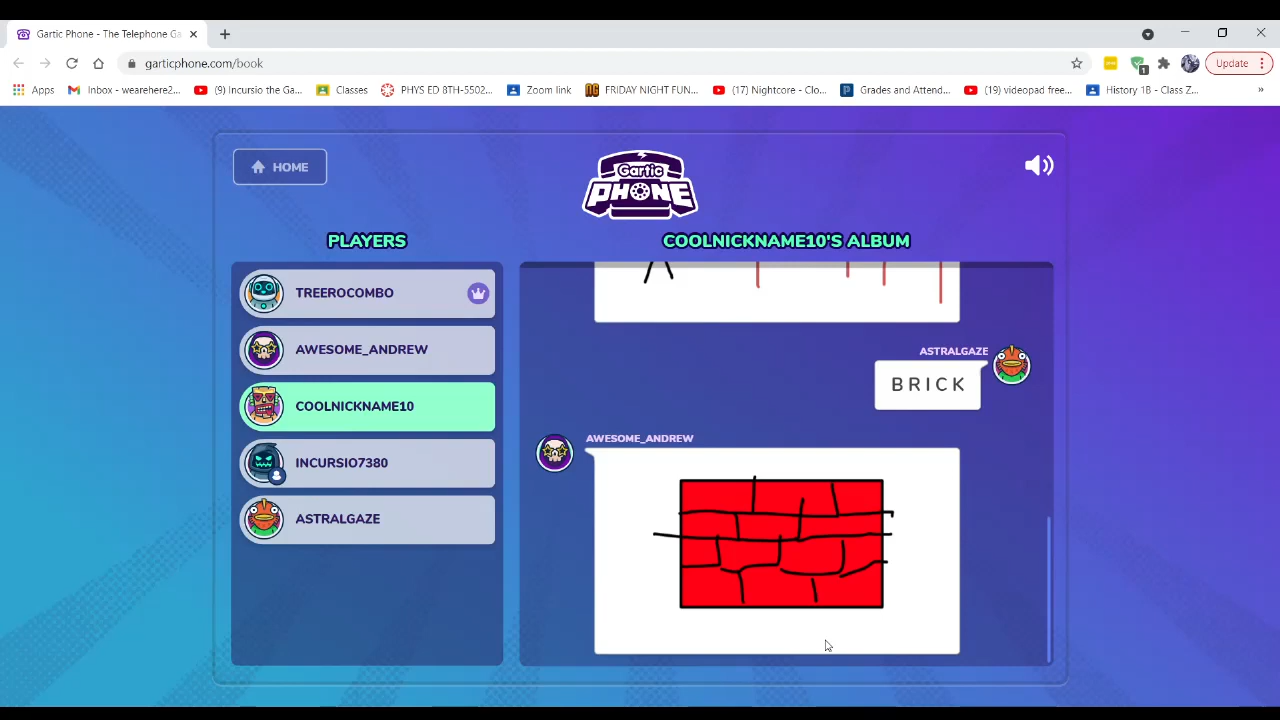 Gartic Phone - The Telephone Ga
garticphone.com/book
Update
Apps
Inbox - weamhere2...
(9) Incursio the Ga...
Classes
PHYS ED 8TH-5502...
Zoom link
FRIDAY NIGHT FUN...
(17) Nightcore - Clo...
Grades and Attend...
(19) videopad free...
History 1B - Class Z...
»
HOME
Gartic
PHONE
PLAYERS
COOLNICKNAME10'S ALBUM
TREEROCOMBO
AWESOME_ANDREW
COOLNICKNAME10
INCURSIO7380
ASTRALGAZE
ASTRALGAZE
B R I C K
AWESOME_ANDREW